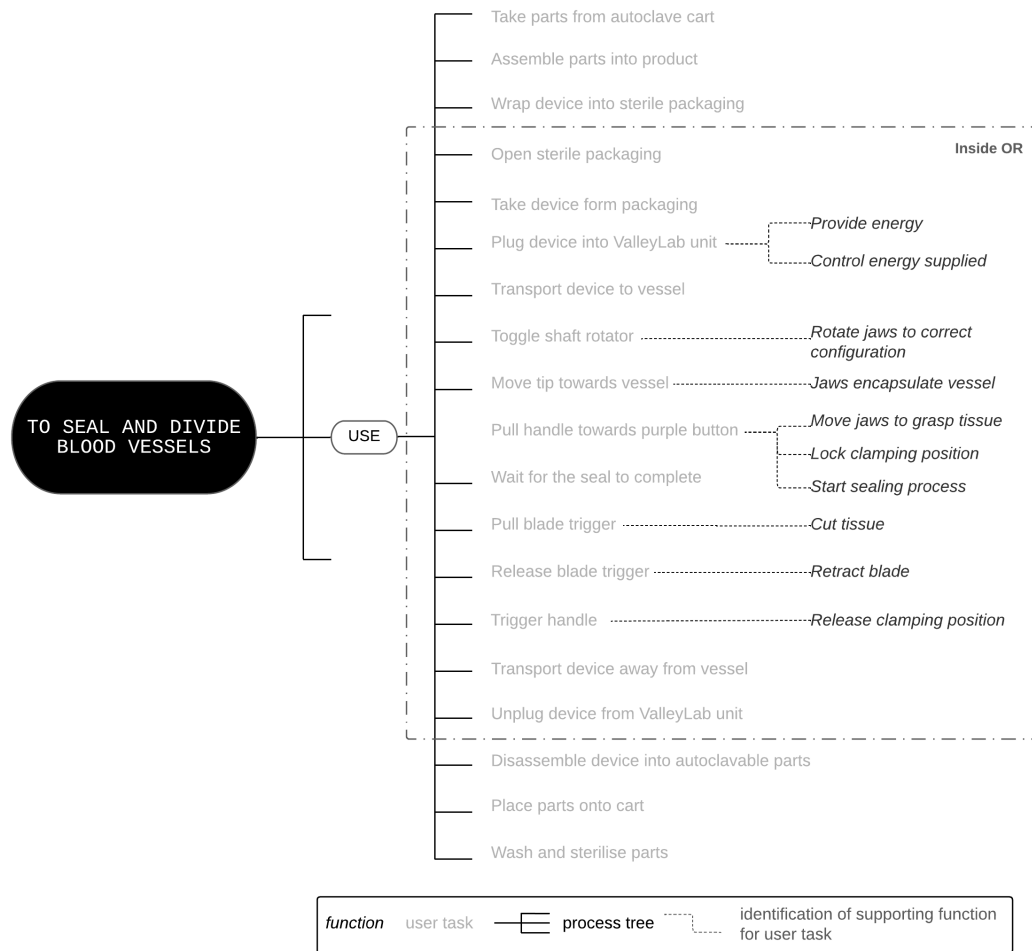 Take parts from autoclave cart
Assemble parts into product
Wrap device into sterile packaging
Inside OR
Open sterile packaging
Take device form packaging
Plug device into ValleyLab unit
Provide energy
Control energy supplied
Transport device to vessel
Toggle shaft rotator
Rotate jaws to correct
configuration
Move tip towards vessel
Jaws encapsulate vessel
TO SEAL AND DIVIDE
BLOOD VESSELS
USE
Pull handle towards purple button
Move jaws to grasp tissue
Lock clamping position
Start sealing process
Wait for the seal to complete
Pull blade trigger
Cut tissue
Release blade trigger
Retract blade
Trigger handle
Release clamping position
Transport device away from vessel
Unplug device from ValleyLab unit
Disassemble device into autoclavable parts
Place parts onto cart
Wash and sterilise parts
function
user task
process tree
identification of supporting function
for user task